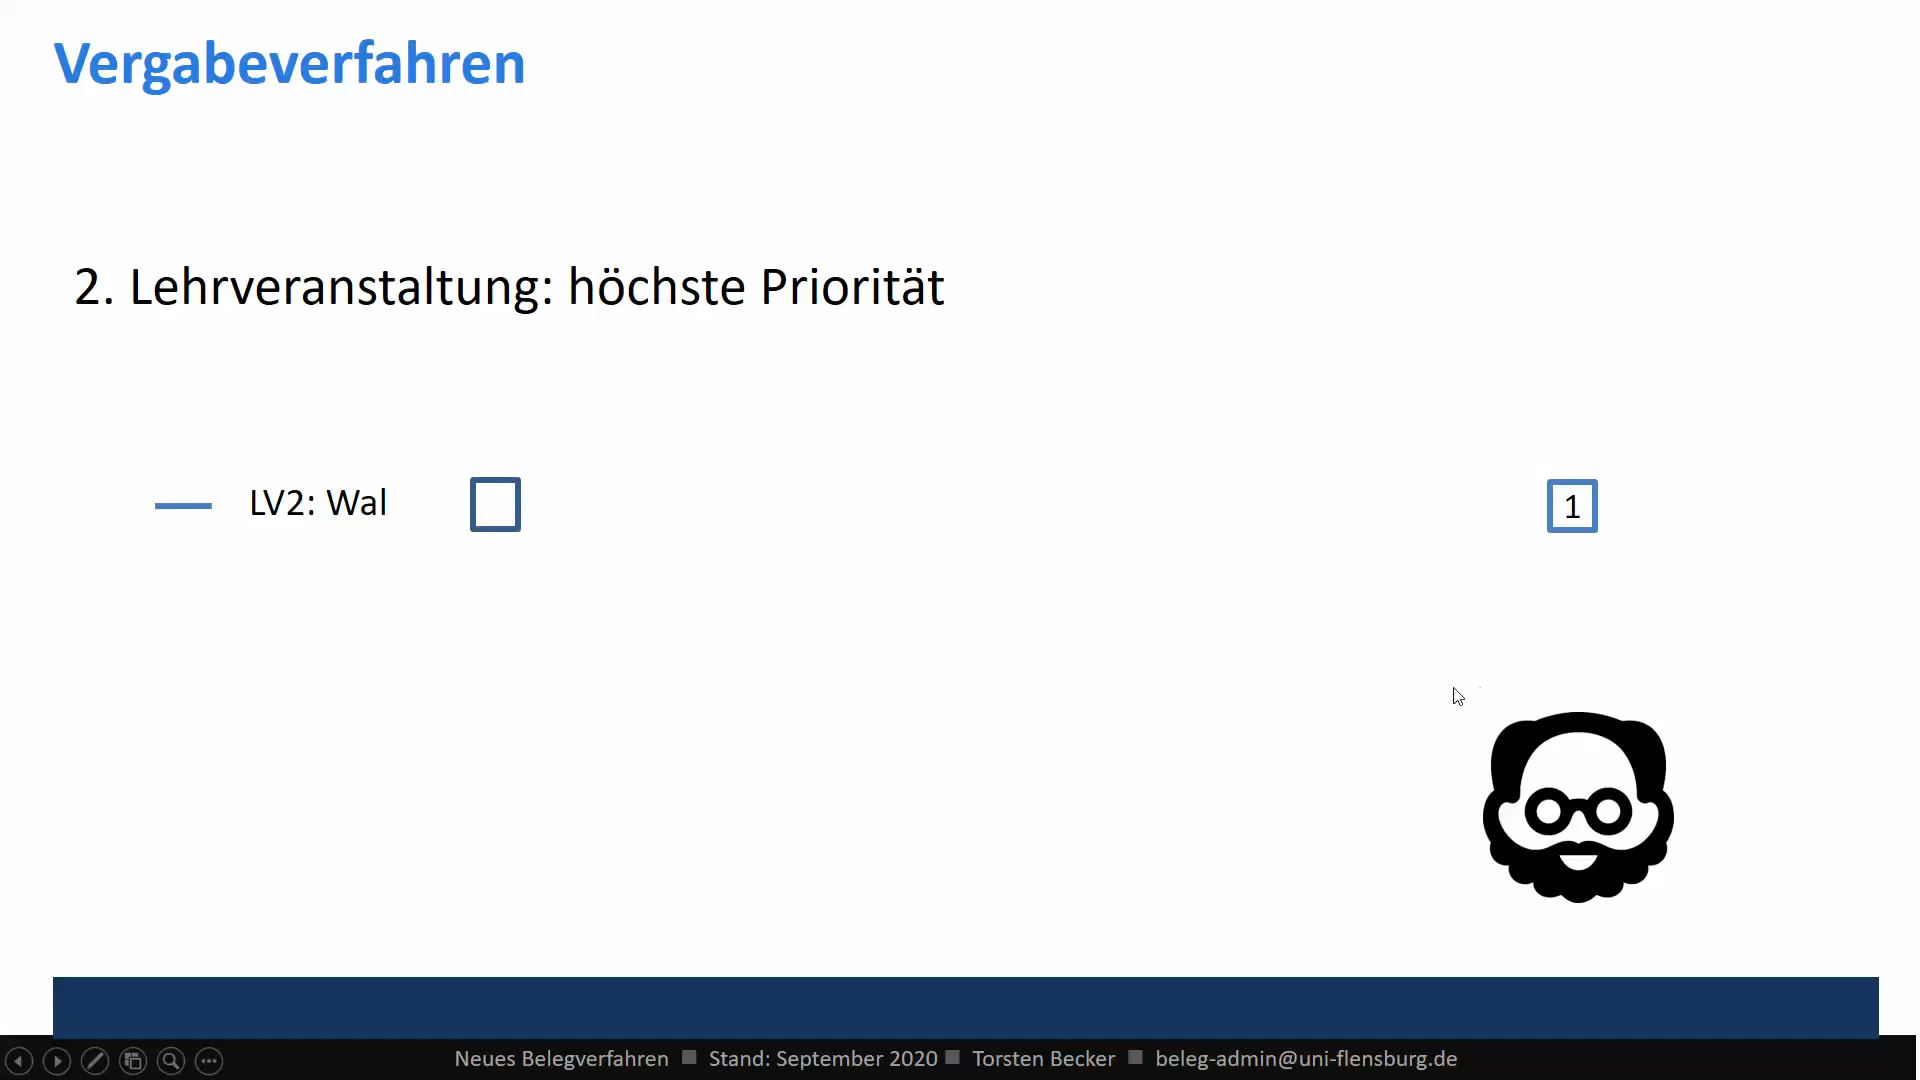 Vergabeverfahren
2. Lehrveranstaltung: höchste Priorität
LV2: Wal
1
Neues Belegverfahren ■ Stand: September 2020 ■ Torsten Becker ■ beleg-admin@uni-flensburg.de